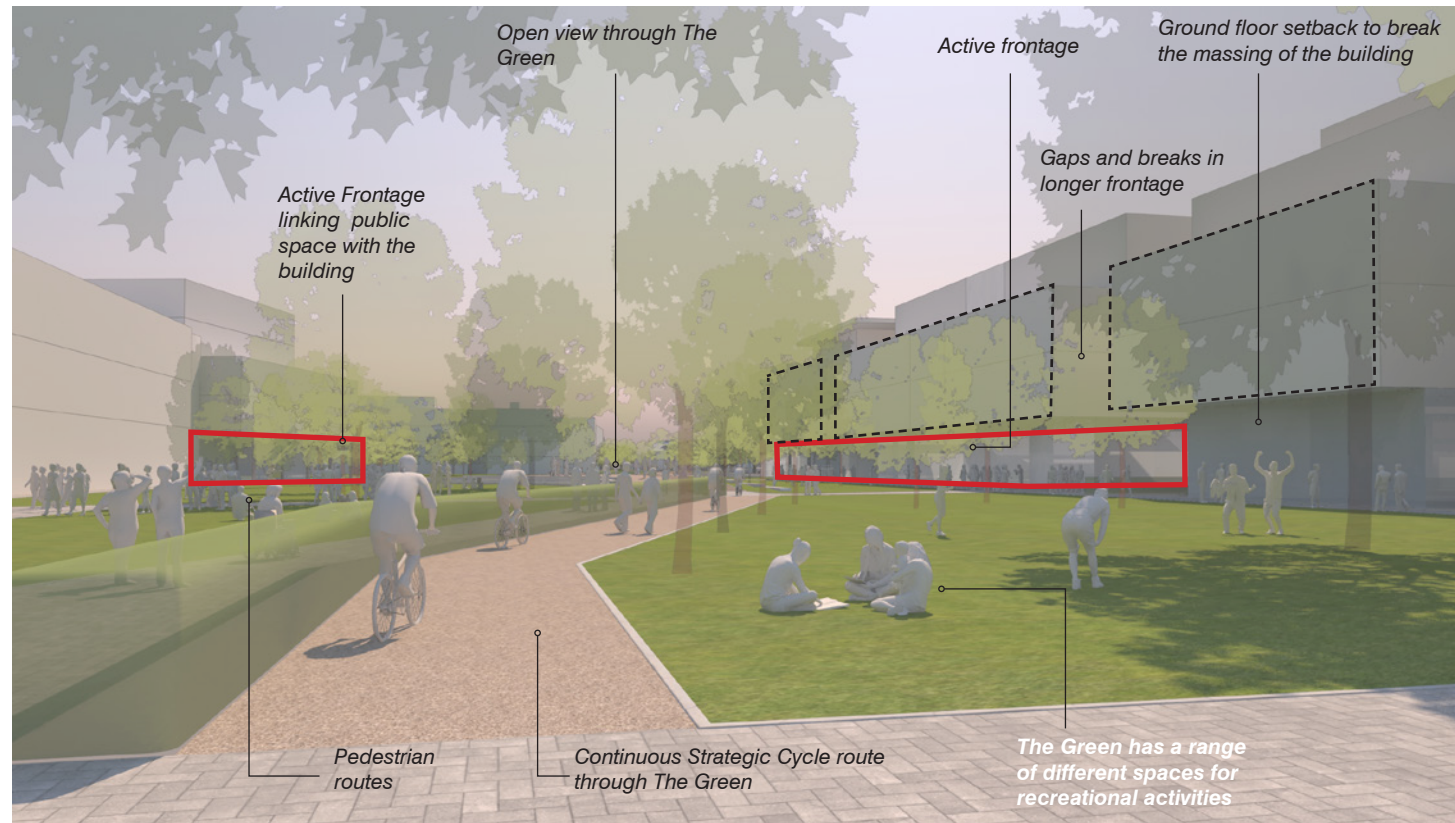 Open view through The
Green
Active frontage
Ground floor setback to break
the massing of the building
Gaps and breaks in
longer frontage
Active Frontage
linking public
space with the
building
Pedestrian
routes
Continuous Strategic Cycle route
through The Green
The Green has a range
of different spaces for
recreational activities